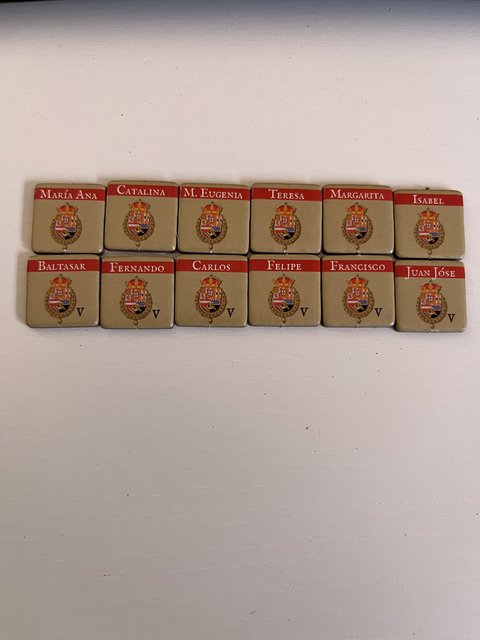 María Ana
Catalina
M. Eugenia
Teresa
Margarita
Isabel
Baltasar
V
Fernando
V
Carlos
V
Felipe
V
Francisco
V
Juan Jóse
V